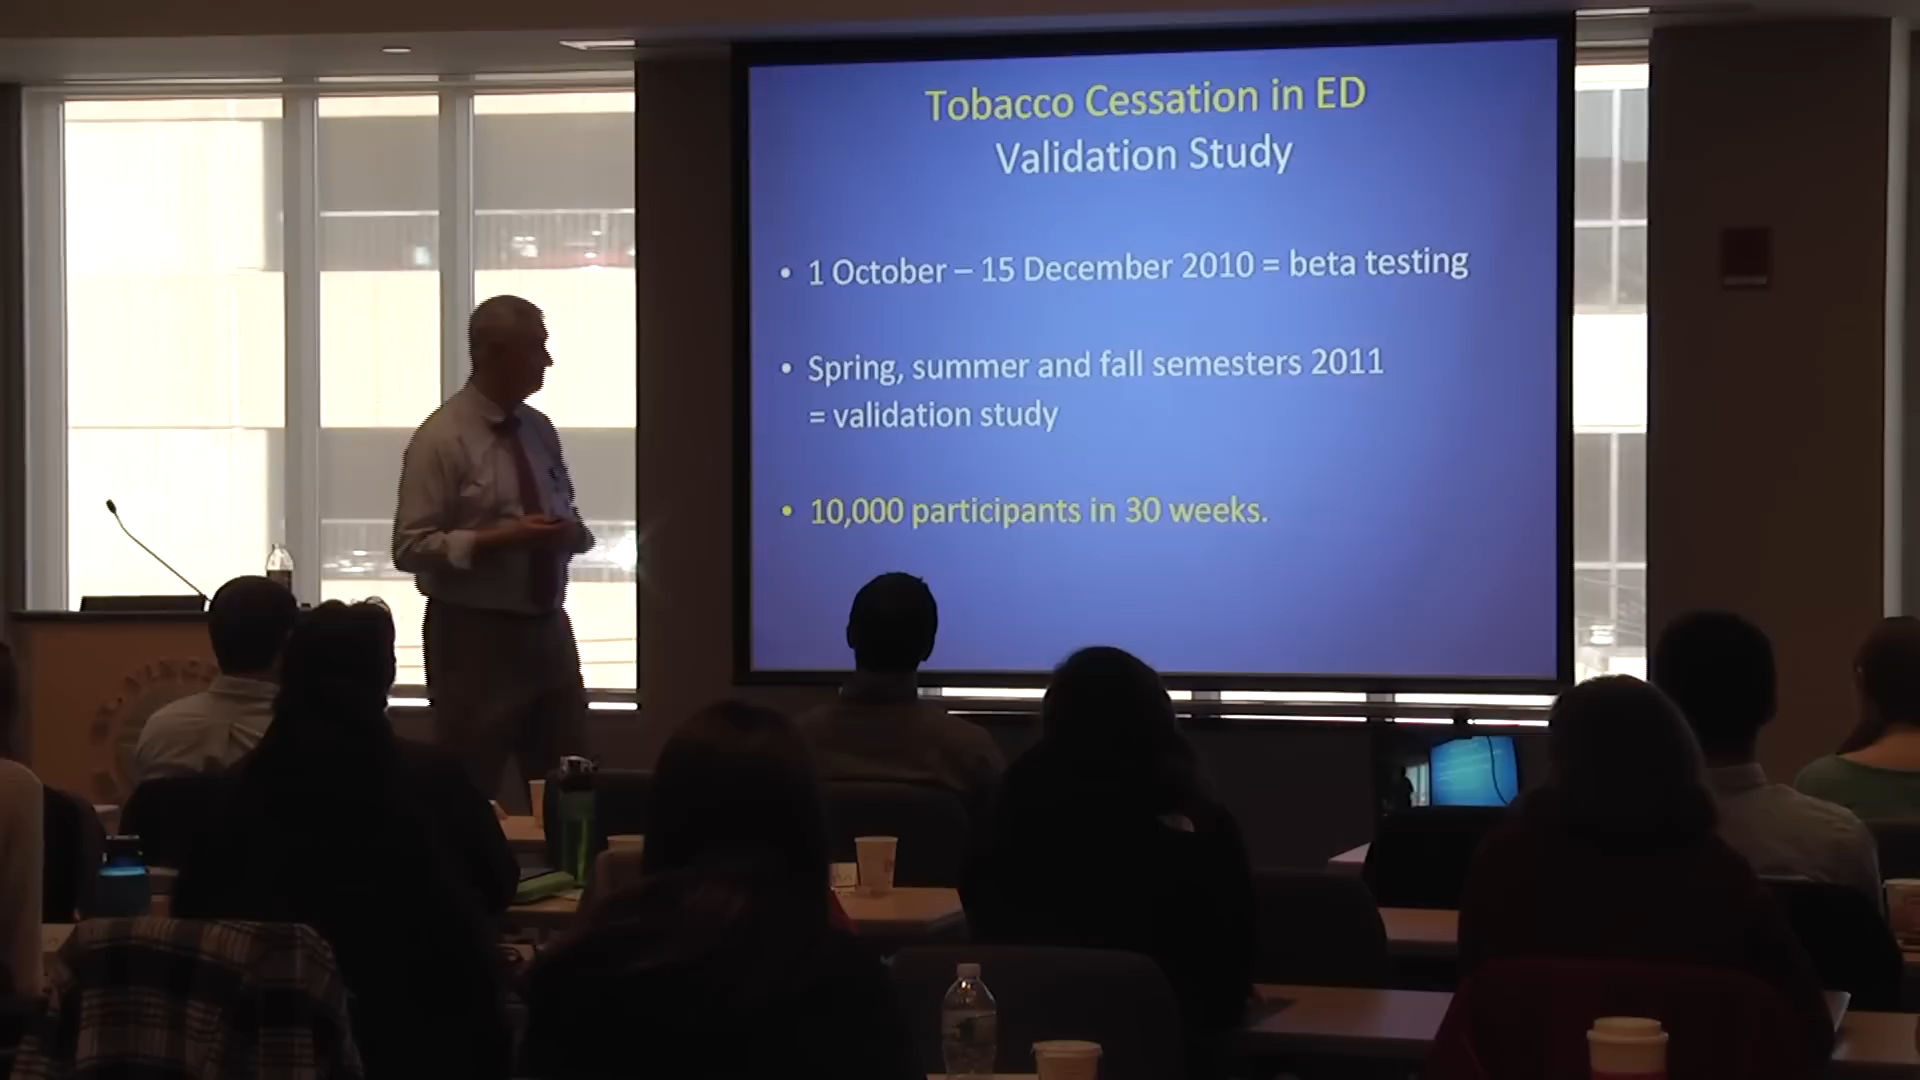 Tobacco Cessation in ED
Validation Study
• 1 October – 15 December 2010 = beta testing
• Spring, summer and fall semesters 2011
= validation study
• 10,000 participants in 30 weeks.